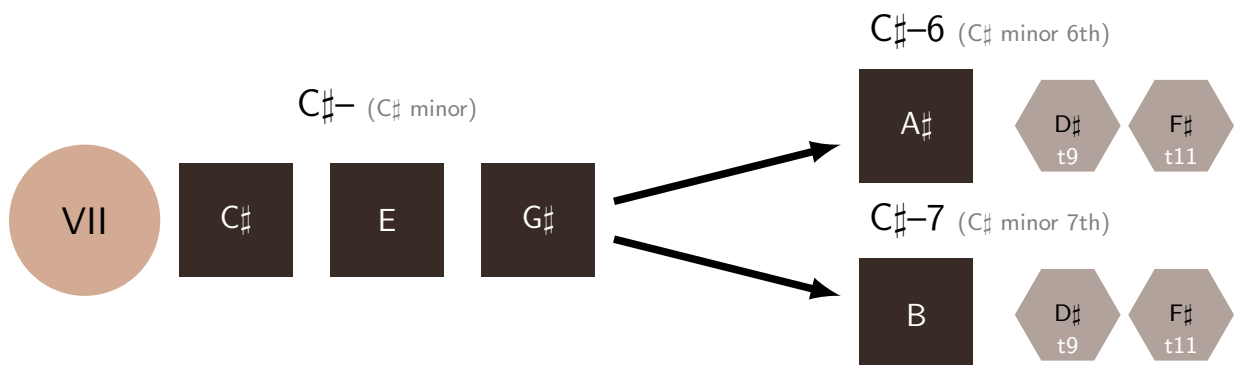 C♯–6 (C♯ minor 6th)
A♯ D♯ t9 F♯ t11
C♯– (C♯ minor)
VII C♯ E G♯
C♯–7 (C♯ minor 7th)
B D♯ t9 F♯ t11